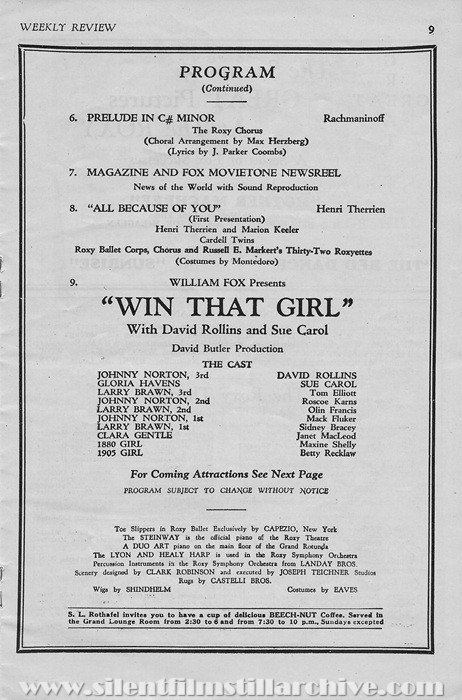 WEEKLY REVIEW 9
PROGRAM
(Continued)
6. PRELUDE IN C# MINOR Rachmaninoff
The Roxy Chorus
(Choral Arrangement by Max Herzberg)
(Lyrics by J. Parker Coombs)
7. MAGAZINE AND FOX MOVIETONE NEWSREEL
News of the World with Sound Reproduction
8. "ALL BECAUSE OF YOU" Henri Therrien
(First Presentation)
Henri Therrien and Marion Keeler
Cardell Twins
Roxy Ballet Corps, Chorus and Russell E. Markert's Thirty-Two Roxyettes
(Costumes by Montedoro)
9. WILLIAM FOX Presents
"WIN THAT GIRL"
With David Rollins and Sue Carol
David Butler Production
THE CAST
JOHNNY NORTON, 3rd DAVID ROLLINS
GLORIA HAVENS SUE CAROL
LARRY BRAWN, 3rd Tom Elliott
JOHNNY NORTON, 2nd Roscoe Karns
LARRY BRAWN, 2nd Olin Francis
JOHNNY NORTON, 1st Mack Fluker
LARRY BRAWN, 1st Sidney Bracey
CLARA GENTLE Janet MacLeod
1880 GIRL Maxine Shelly
1905 GIRL Betty Recklaw
For Coming Attractions See Next Page
PROGRAM SUBJECT TO CHANGE WITHOUT NOTICE
Toe Slippers in Roxy Ballet Exclusively by CAPEZIO, New York
The STEINWAY is the official piano of the Roxy Theatre
A DUO ART piano on the main floor of the Grand Rotunda
The LYON AND HEALY HARP is used in the Roxy Symphony Orchestra
Percussion Instruments in the Roxy Symphony Orchestra from LANDAY BROS.
Scenery designed by CLARK ROBINSON and executed by JOSEPH TEICHNER Studios
Rugs by CASTELLI BROS.
Wigs by SHINDHELM Costumes by EAVES
S. L. Rothafel invites you to have a cup of delicious BEECH-NUT Coffee. Served in
the Grand Lounge Room from 2:30 to 6 and from 7:30 to 10 p.m., Sundays excepted
www.silentfilmstillarchive.com